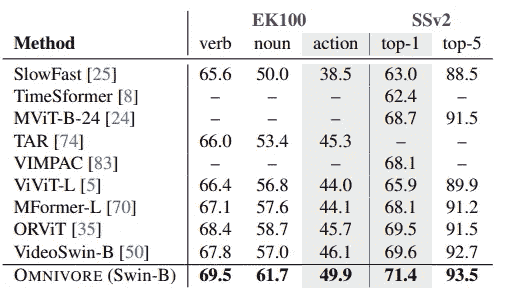 EK100 SSv2
Method verb noun action top-1 top-5
SlowFast [25] 65.6 50.0 38.5 63.0 88.5
TimeSformer [8] – – – 62.4 –
MViT-B-24 [24] – – – 68.7 91.5
TAR [74] 66.0 53.4 45.3 – –
VIMPAC [83] – – – 68.1 –
ViViT-L [5] 66.4 56.8 44.0 65.9 89.9
MFormer-L [70] 67.1 57.6 44.1 68.1 91.2
ORViT [35] 68.4 58.7 45.7 69.5 91.5
VideoSwin-B [50] 67.8 57.0 46.1 69.6 92.7
OMNIVORE (Swin-B) 69.5 61.7 49.9 71.4 93.5